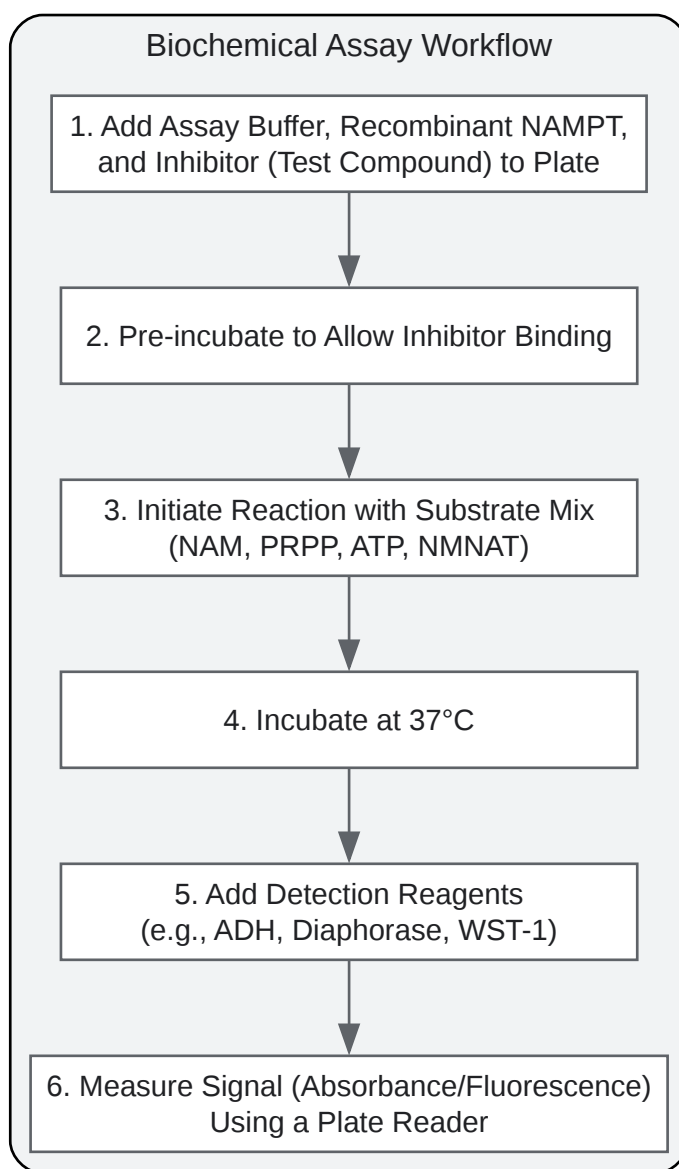 Biochemical Assay Workflow
1. Add Assay Buffer, Recombinant NAMPT,
and Inhibitor (Test Compound) to Plate
2. Pre-incubate to Allow Inhibitor Binding
3. Initiate Reaction with Substrate Mix
(NAM, PRPP, ATP, NMNAT)
4. Incubate at 37°C
5. Add Detection Reagents
(e.g., ADH, Diaphorase, WST-1)
6. Measure Signal (Absorbance/Fluorescence)
Using a Plate Reader